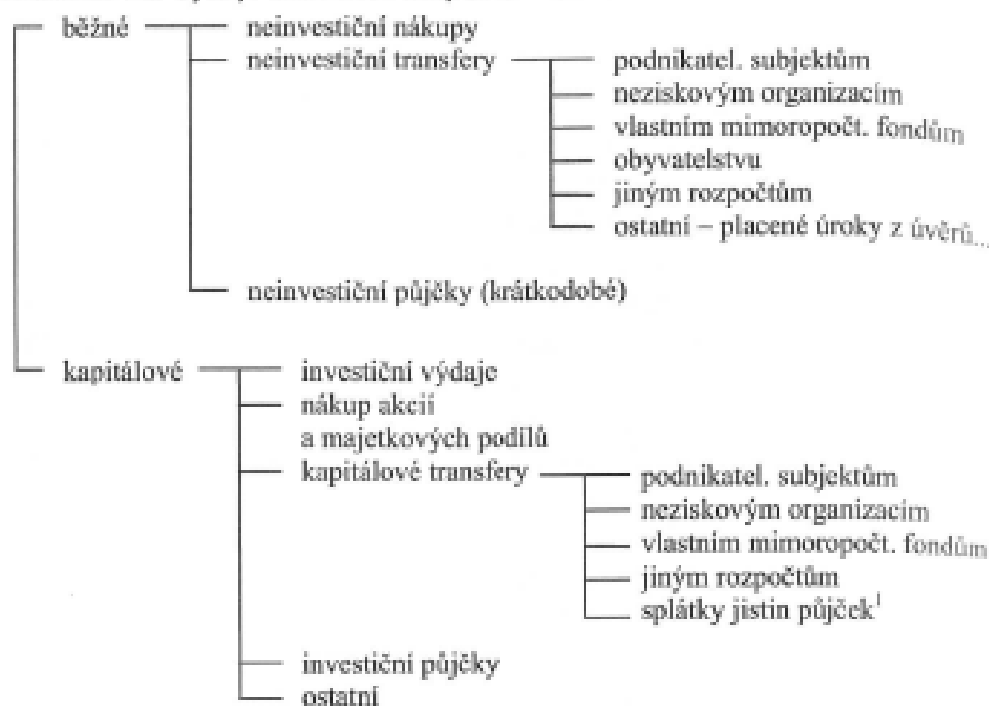 běžné
neinvestiční nákupy
neinvestiční transfery
podnikatel. subjektům
neziskovým organizacím
vlastním mimoropočt. fondům
obyvatelstvu
jiným rozpočtům
ostatní – placené úroky z úvěrů...
neinvestiční půjčky (krátkodobé)
kapitálové
investiční výdaje
nákup akcií
a majetkových podílů
kapitálové transfery
podnikatel. subjektům
neziskovým organizacím
vlastním mimoropočt. fondům
jiným rozpočtům
splátky jistin půjček¹
investiční půjčky
ostatní